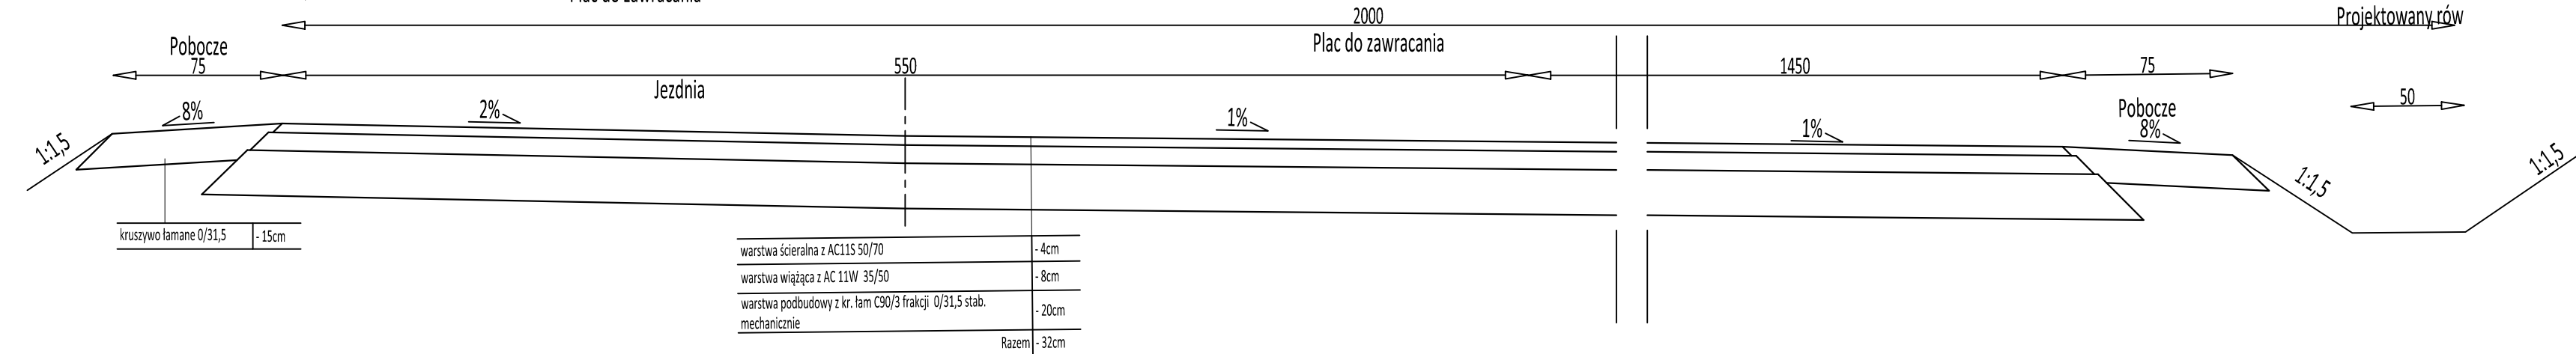 2000
Projektowany rów
Pobocze
Plac do zawracania
75
550
1450
75
Jezdnia
50
8%
2%
1%
1%
Pobocze
8%
1:1,5
1:1,5
1:1,5
kruszywo łamane 0/31,5 - 15cm
warstwa ścieralna z AC11S 50/70 - 4cm
warstwa wiążąca z AC 11W 35/50 - 8cm
warstwa podbudowy z kr. łam C90/3 frakcji 0/31,5 stab.
mechanicznie - 20cm
Razem - 32cm